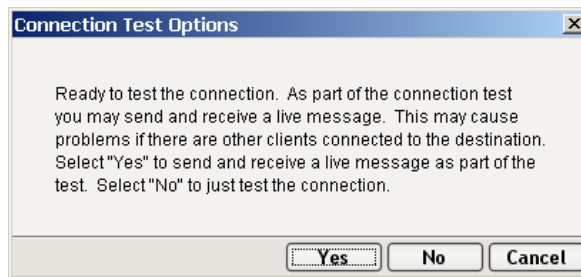 Connection Test Options
Ready to test the connection. As part of the connection test
you may send and receive a live message. This may cause
problems if there are other clients connected to the destination.
Select "Yes" to send and receive a live message as part of the
test. Select "No" to just test the connection.
Yes No Cancel